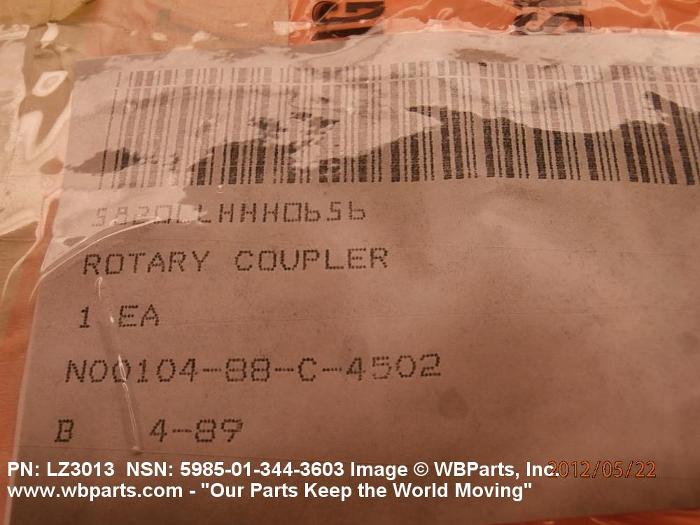 ROTARY COUPLER
1 EA
N00104-88-C-4502
B 4-89
PN: LZ3013 NSN: 5985-01-344-3603 Image © WBParts, Inc. 2012/05/22
www.wbparts.com - "Our Parts Keep the World Moving"